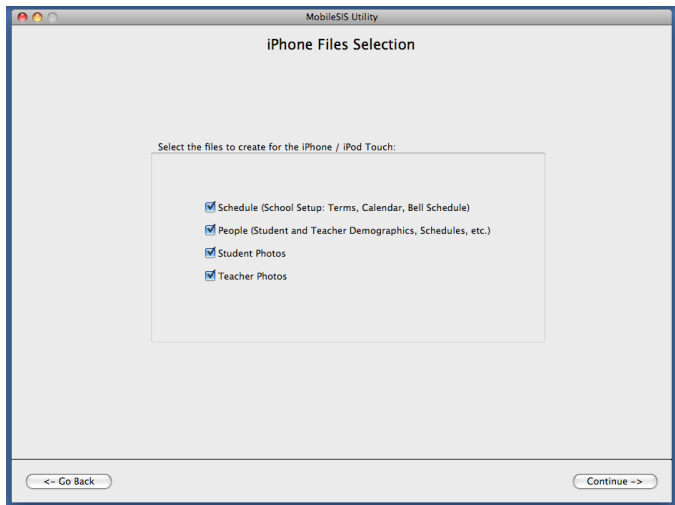 MobileSIS Utility
iPhone Files Selection
Select the files to create for the iPhone / iPod Touch:
Schedule (School Setup: Terms, Calendar, Bell Schedule)
People (Student and Teacher Demographics, Schedules, etc.)
Student Photos
Teacher Photos
<- Go Back
Continue ->